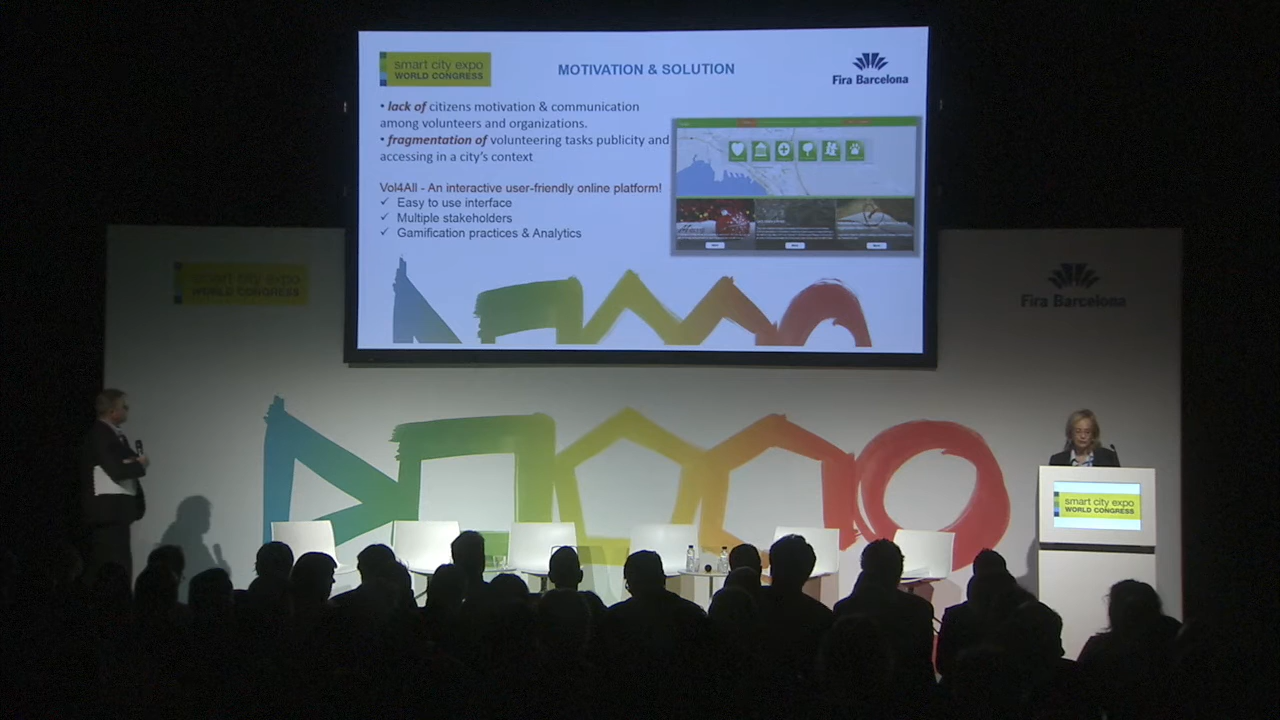 smart city expo
WORLD CONGRESS
MOTIVATION & SOLUTION
Fira Barcelona
• lack of citizens motivation & communication
among volunteers and organizations.
• fragmentation of volunteering tasks publicity and
accessing in a city's context
Vol4All - An interactive user-friendly online platform!
✓ Easy to use interface
✓ Multiple stakeholders
✓ Gamification practices & Analytics
smart city expo
WORLD CONGRESS
Fira Barcelona
smart city expo
WORLD CONGRESS